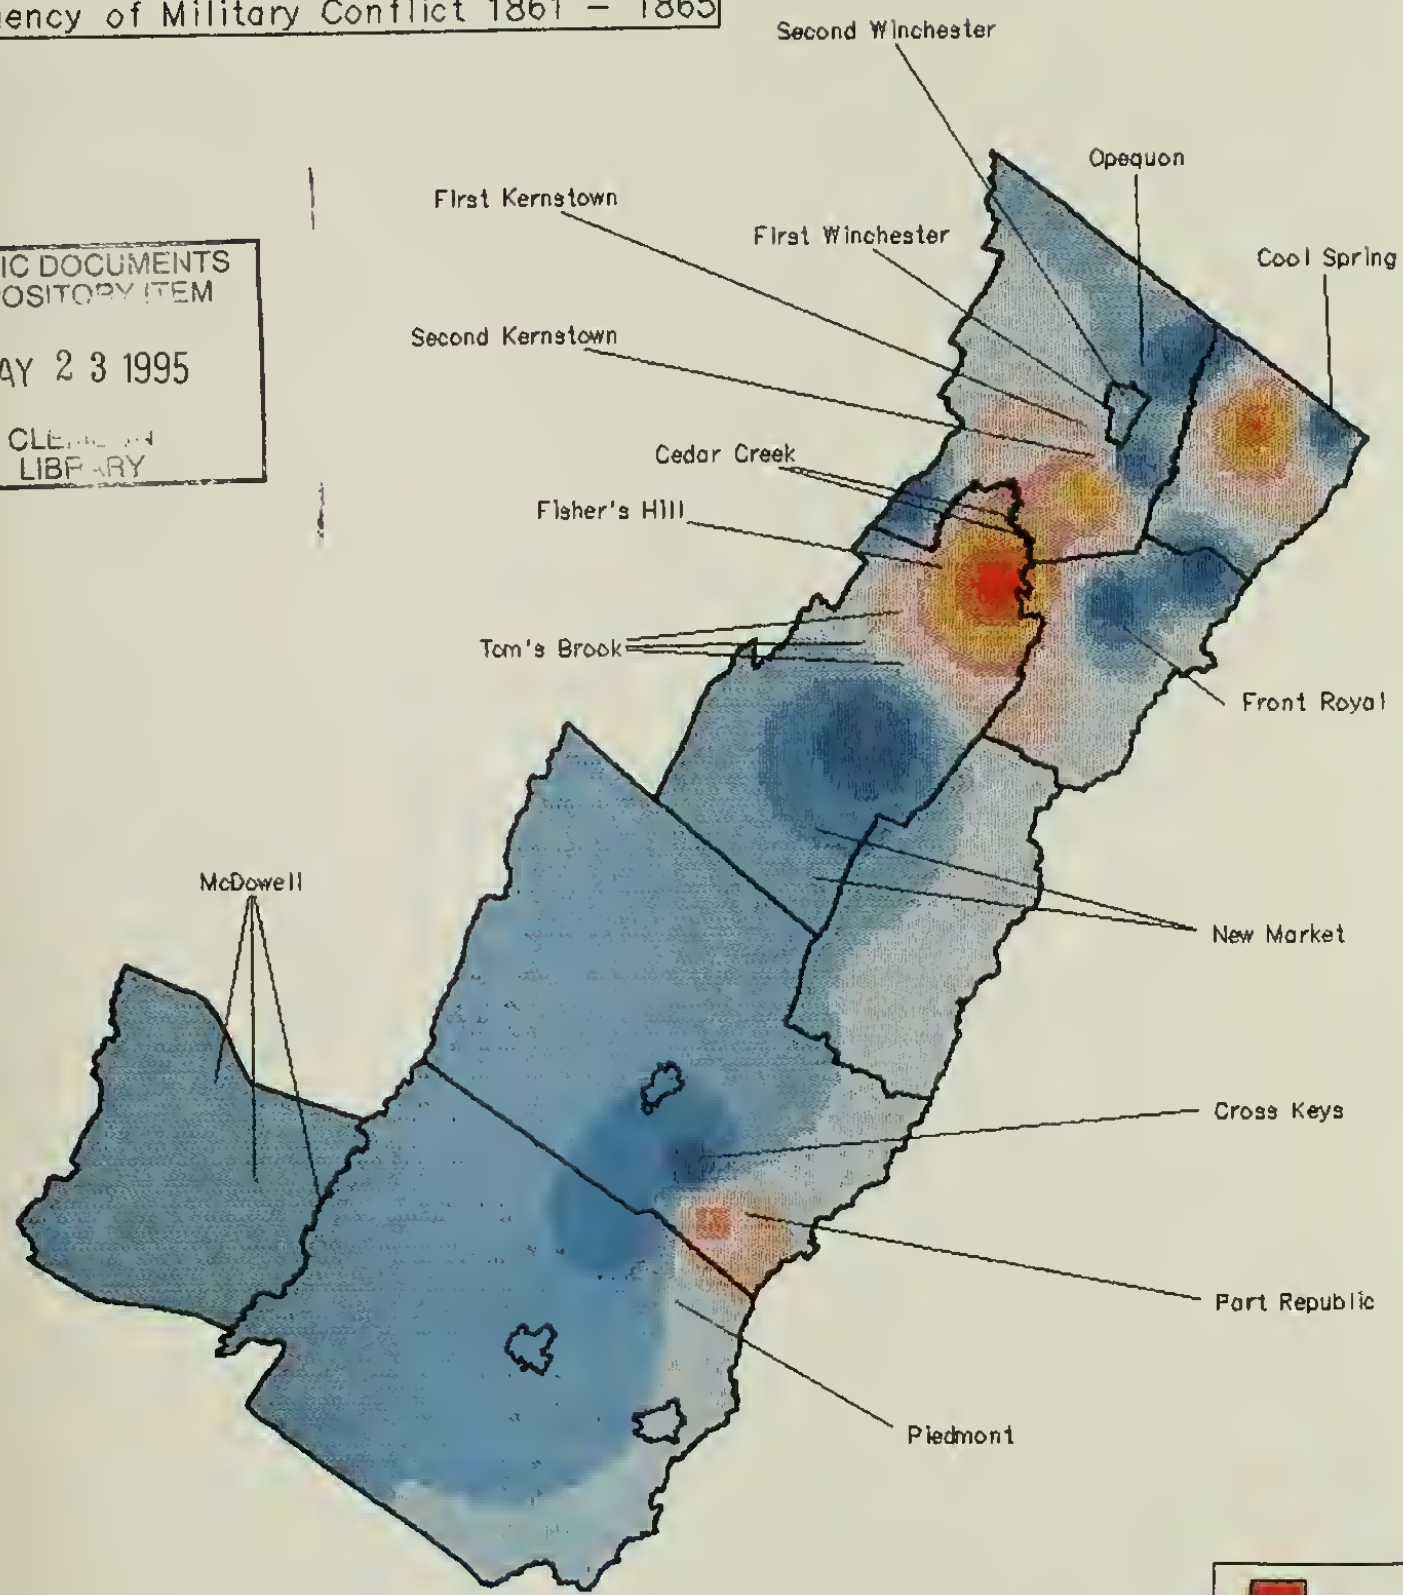 ency of Military Conflict 1861 - 1865
Second Winchester
Opequon
First Kernstown
First Winchester
Cool Spring
IC DOCUMENTS
OSITORY ITEM
AY 23 1995
LIBRARY
Second Kernstown
Cedar Creek
Fisher's Hill
Tom's Brook
Front Royal
McDowell
New Market
Cross Keys
Port Republic
Piedmont